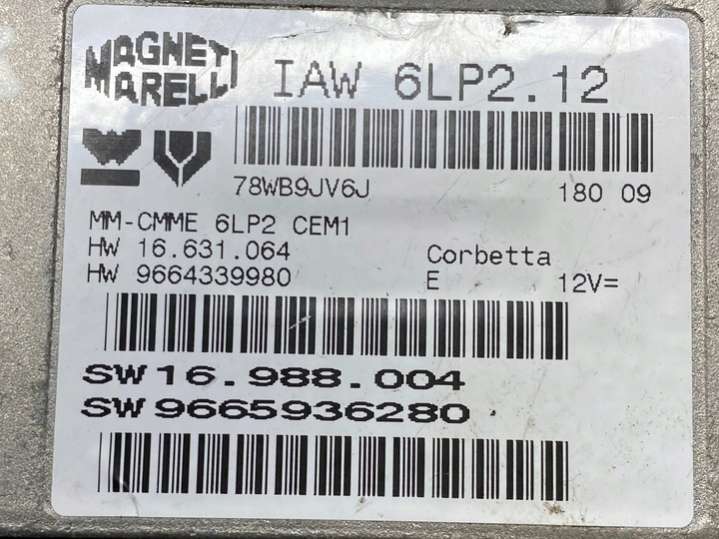 MAGNETI
MARELLI
IAW 6LP2.12
78WB9JV6J 180 09
MM-CMME 6LP2 CEM1
HW 16.631.064 Corbetta
HW 9664339980 E 12V=
SW 16.988.004
SW 9665936280